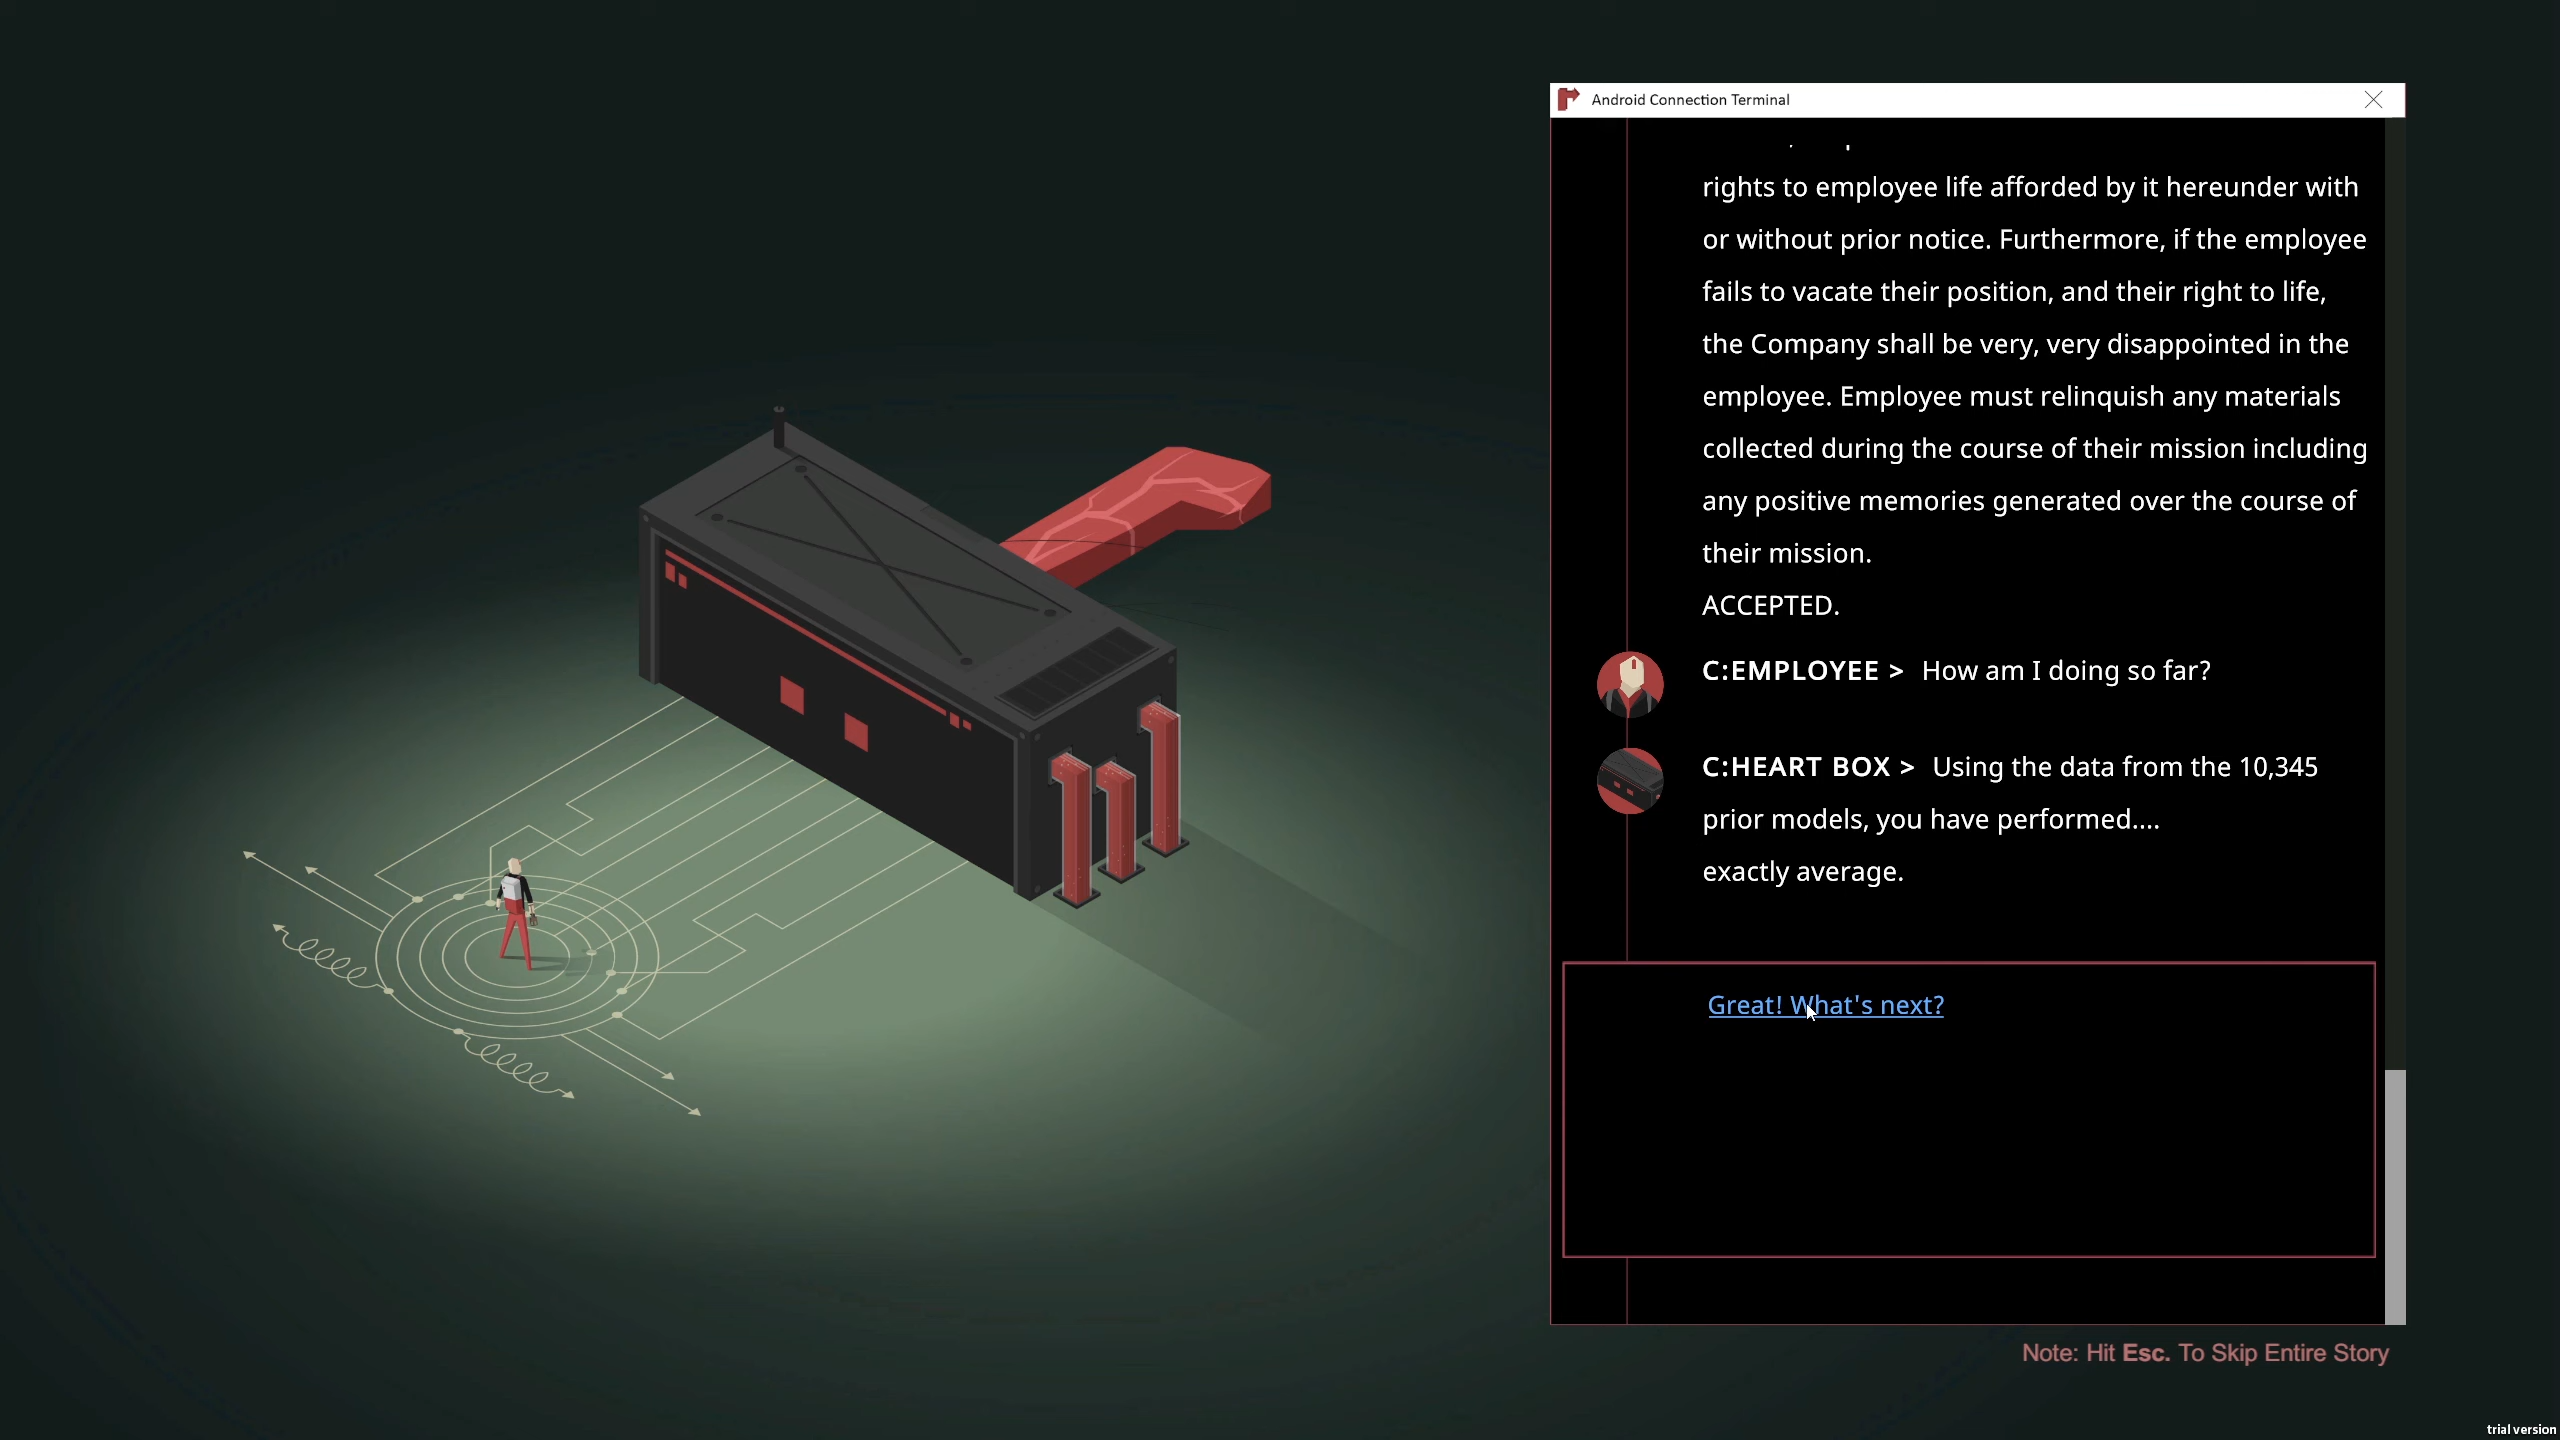 Android Connection Terminal
rights to employee life afforded by it hereunder with
or without prior notice. Furthermore, if the employee
fails to vacate their position, and their right to life,
the Company shall be very, very disappointed in the
employee. Employee must relinquish any materials
collected during the course of their mission including
any positive memories generated over the course of
their mission.
ACCEPTED.
C:EMPLOYEE > How am I doing so far?
C:HEART BOX > Using the data from the 10,345
prior models, you have performed....
exactly average.
Great! What's next?
Note: Hit Esc. To Skip Entire Story
trial version